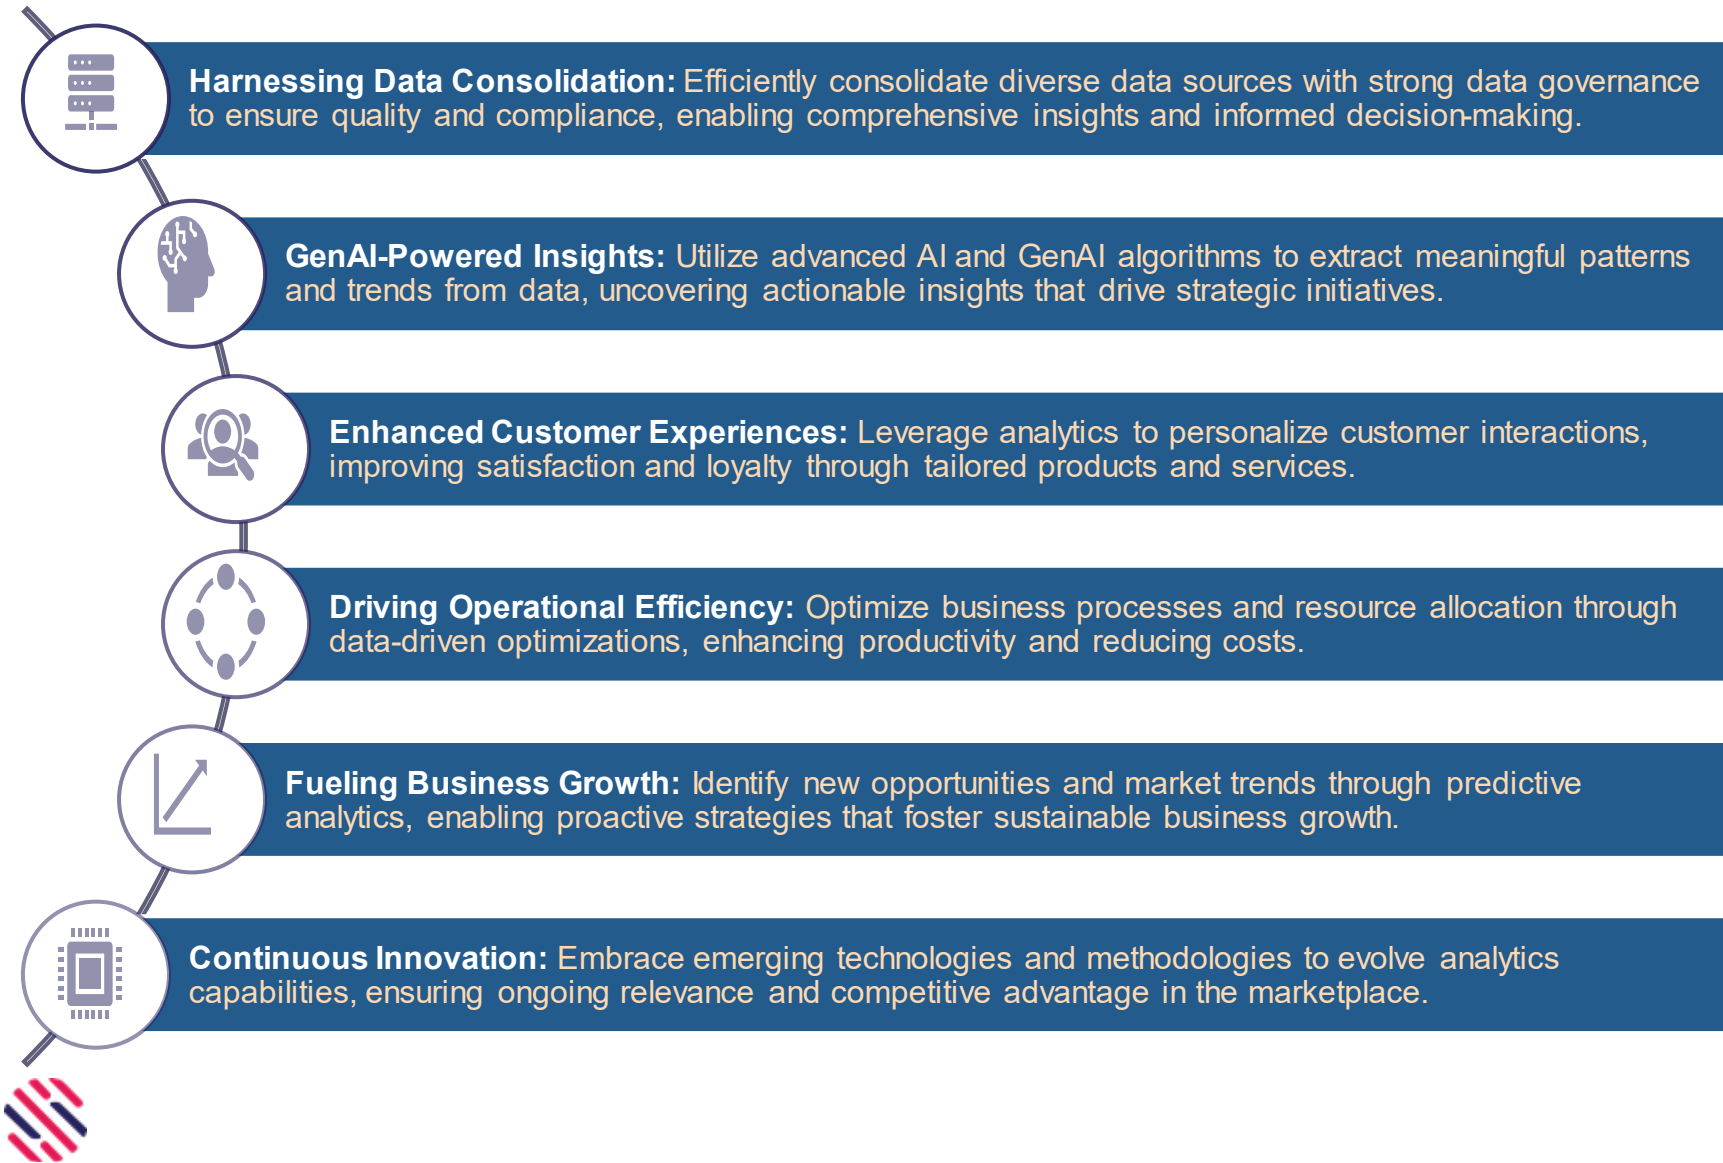 Harnessing Data Consolidation: Efficiently consolidate diverse data sources with strong data governance
to ensure quality and compliance, enabling comprehensive insights and informed decision-making.
GenAI-Powered Insights: Utilize advanced AI and GenAI algorithms to extract meaningful patterns
and trends from data, uncovering actionable insights that drive strategic initiatives.
Enhanced Customer Experiences: Leverage analytics to personalize customer interactions,
improving satisfaction and loyalty through tailored products and services.
Driving Operational Efficiency: Optimize business processes and resource allocation through
data-driven optimizations, enhancing productivity and reducing costs.
Fueling Business Growth: Identify new opportunities and market trends through predictive
analytics, enabling proactive strategies that foster sustainable business growth.
Continuous Innovation: Embrace emerging technologies and methodologies to evolve analytics
capabilities, ensuring ongoing relevance and competitive advantage in the marketplace.